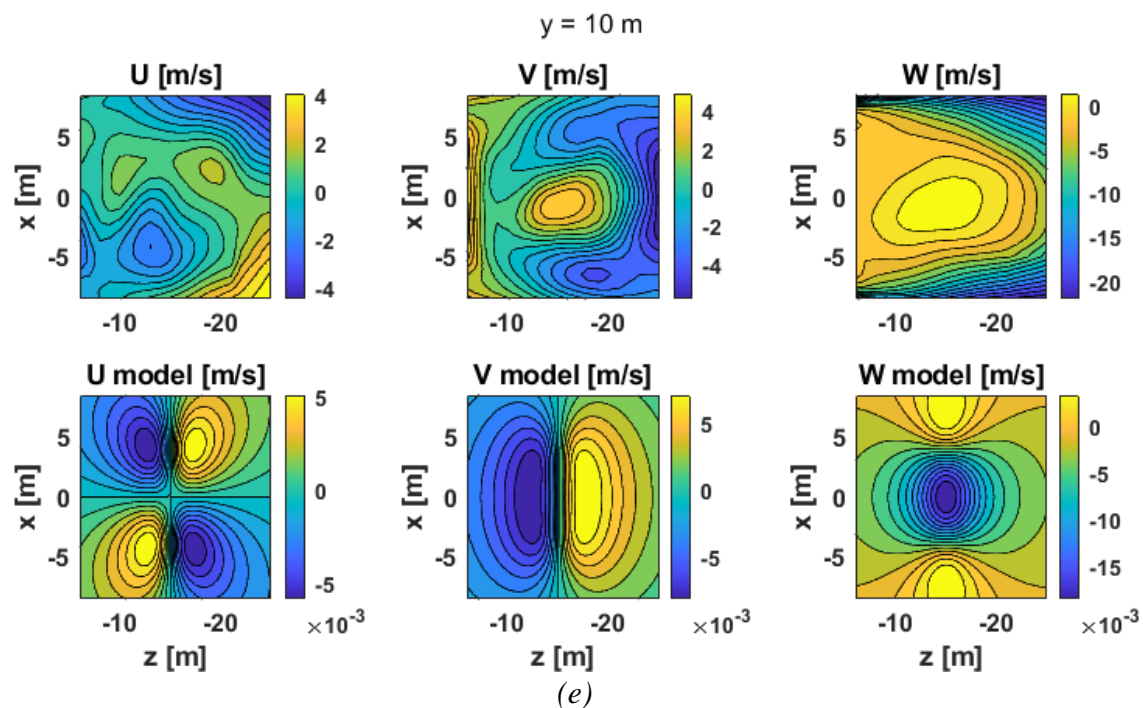 y = 10 m
U [m/s] V [m/s] W [m/s]
x [m] 5 0 -5 -10 -20 4 2 0 -2 -4
x [m] 5 0 -5 -10 -20 4 2 0 -2 -4
x [m] 5 0 -5 -10 -20 0 -5 -10 -15 -20
U model [m/s] V model [m/s] W model [m/s]
x [m] 5 0 -5 -10 -20 5 0 -5 ×10⁻³
x [m] 5 0 -5 -10 -20 5 0 -5 ×10⁻³
x [m] 5 0 -5 -10 -20 0 -5 -10 -15 ×10⁻³
z [m] z [m] z [m]
(e)